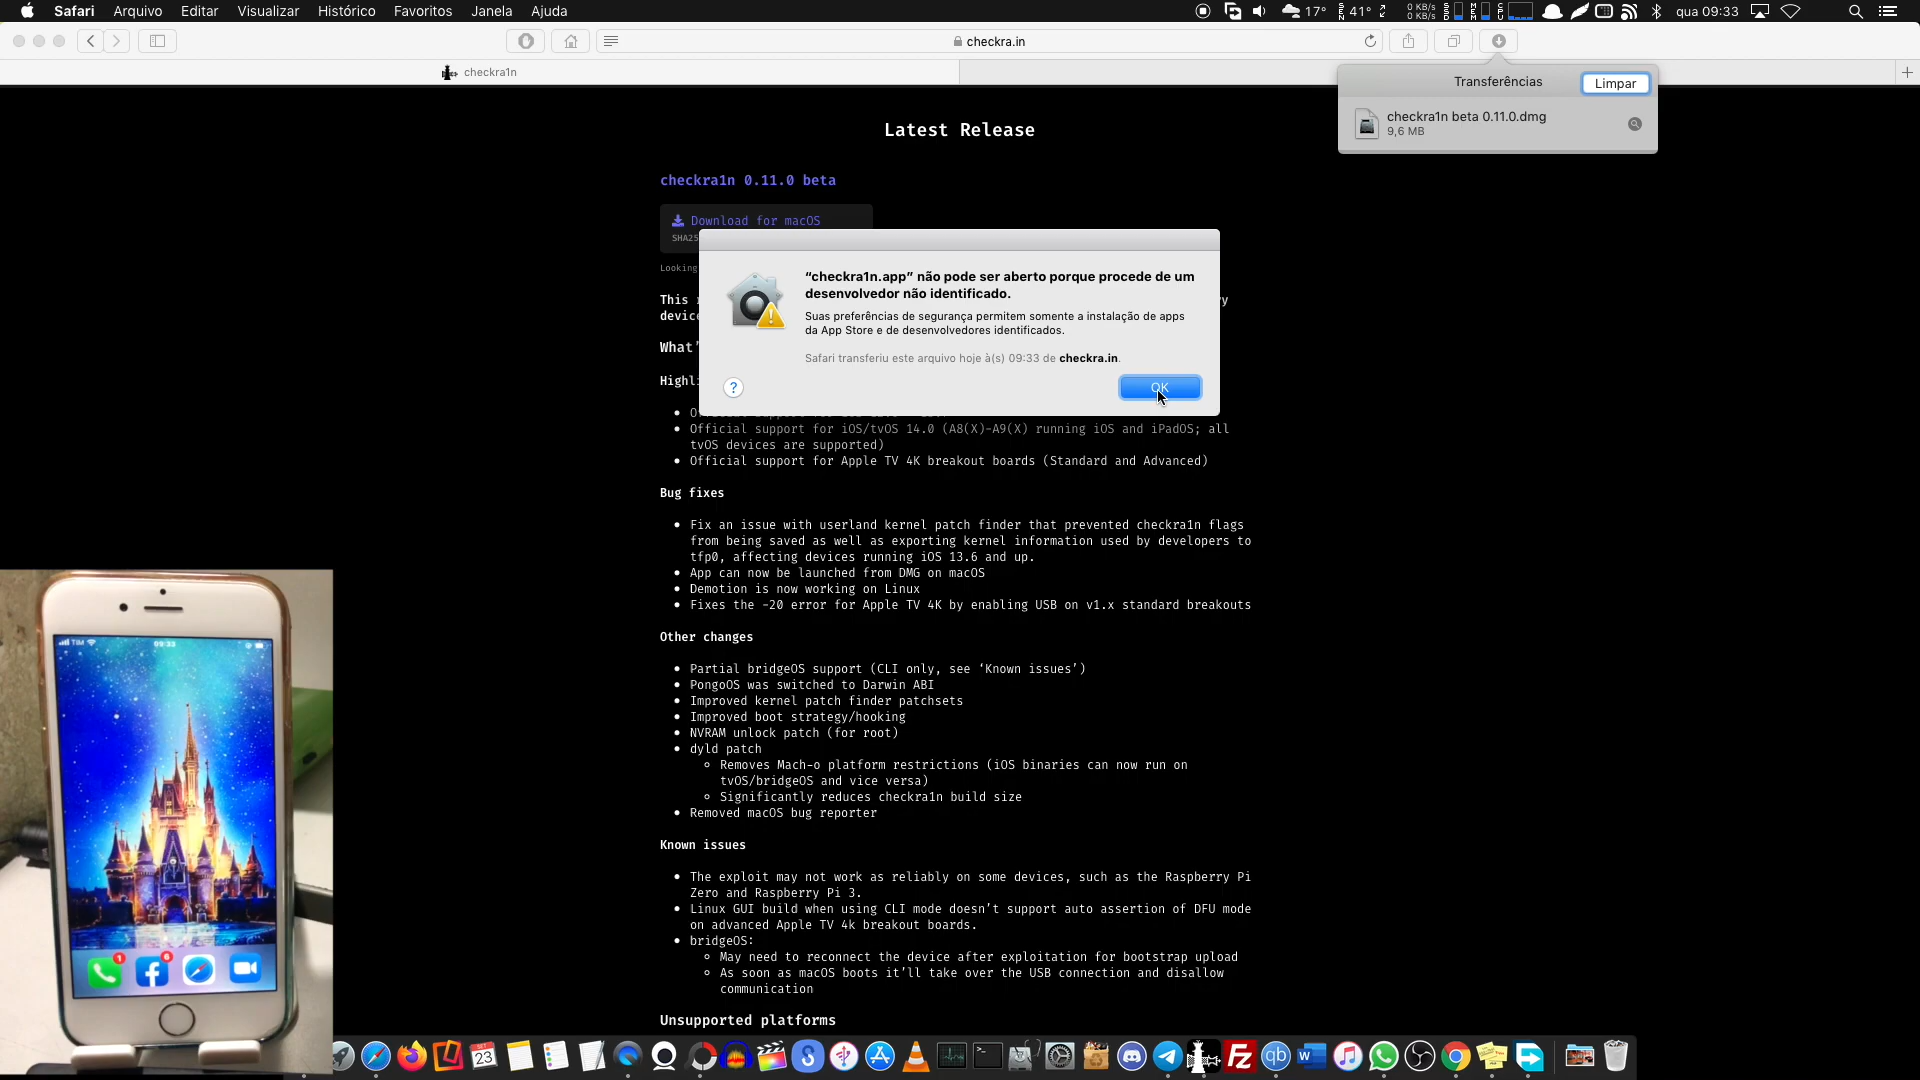 Safari Arquivo Editar Visualizar Histórico Favoritos Janela Ajuda 17° 41° 0 KB/s 0 KB/s qua 09:33
checkra.in
checkra1n
Transferências Limpar
checkra1n beta 0.11.0.dmg
9,6 MB
Latest Release
checkra1n 0.11.0 beta
Download for macOS
SHA25
Looking
“checkra1n.app” não pode ser aberto porque procede de um
desenvolvedor não identificado.
Suas preferências de segurança permitem somente a instalação de apps
da App Store e de desenvolvedores identificados.
Safari transferiu este arquivo hoje à(s) 09:33 de checkra.in.
? OK
This
device
What'
Highl
• Official support for iOS/tvOS 14.0 (A8(X)-A9(X) running iOS and iPadOS; all
tvOS devices are supported)
• Official support for Apple TV 4K breakout boards (Standard and Advanced)
Bug fixes
• Fix an issue with userland kernel patch finder that prevented checkra1n flags
from being saved as well as exporting kernel information used by developers to
tfp0, affecting devices running iOS 13.6 and up.
• App can now be launched from DMG on macOS
• Demotion is now working on Linux
• Fixes the -20 error for Apple TV 4K by enabling USB on v1.x standard breakouts
Other changes
• Partial bridgeOS support (CLI only, see ‘Known issues’)
• PongoOS was switched to Darwin ABI
• Improved kernel patch finder patchsets
• Improved boot strategy/hooking
• NVRAM unlock patch (for root)
• dyld patch
◦ Removes Mach-o platform restrictions (iOS binaries can now run on
tvOS/bridgeOS and vice versa)
◦ Significantly reduces checkra1n build size
• Removed macOS bug reporter
Known issues
• The exploit may not work as reliably on some devices, such as the Raspberry Pi
Zero and Raspberry Pi 3.
• Linux GUI build when using CLI mode doesn’t support auto assertion of DFU mode
on advanced Apple TV 4k breakout boards.
• bridgeOS:
◦ May need to reconnect the device after exploitation for bootstrap upload
◦ As soon as macOS boots it’ll take over the USB connection and disallow
communication
Unsupported platforms
TIM 09:33
1 6
SET
23